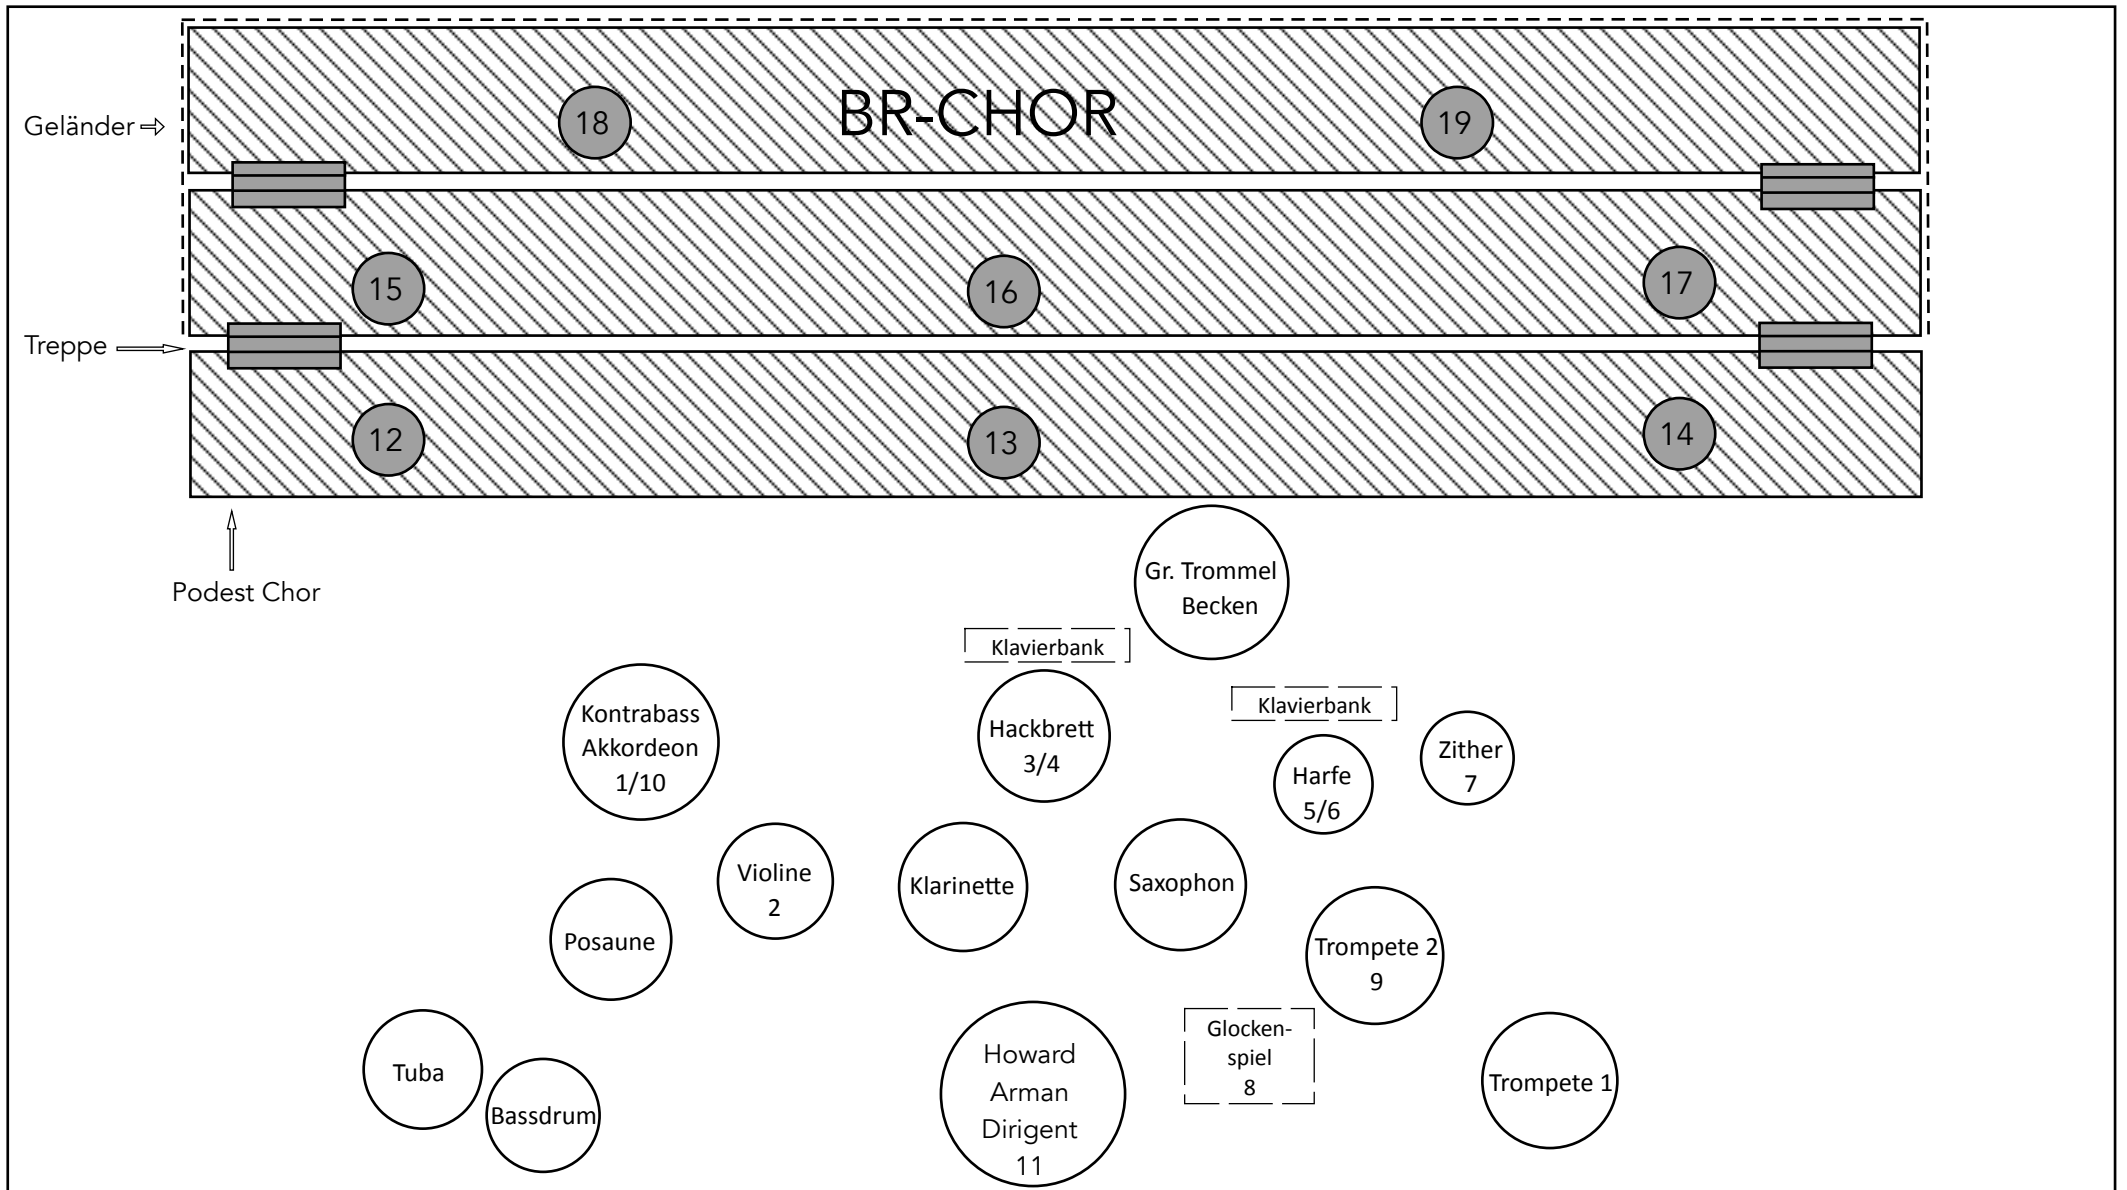 BR-CHOR
18
19
Geländer
15
16
17
Treppe
12
13
14
Podest Chor
Gr. Trommel
Becken
Klavierbank
Klavierbank
Kontrabass
Akkordeon
1/10
Hackbrett
3/4
Harfe
5/6
Zither
7
Violine
2
Klarinette
Saxophon
Posaune
Trompete 2
9
Tuba
Bassdrum
Howard
Arman
Dirigent
11
Glocken-
spiel
8
Trompete 1